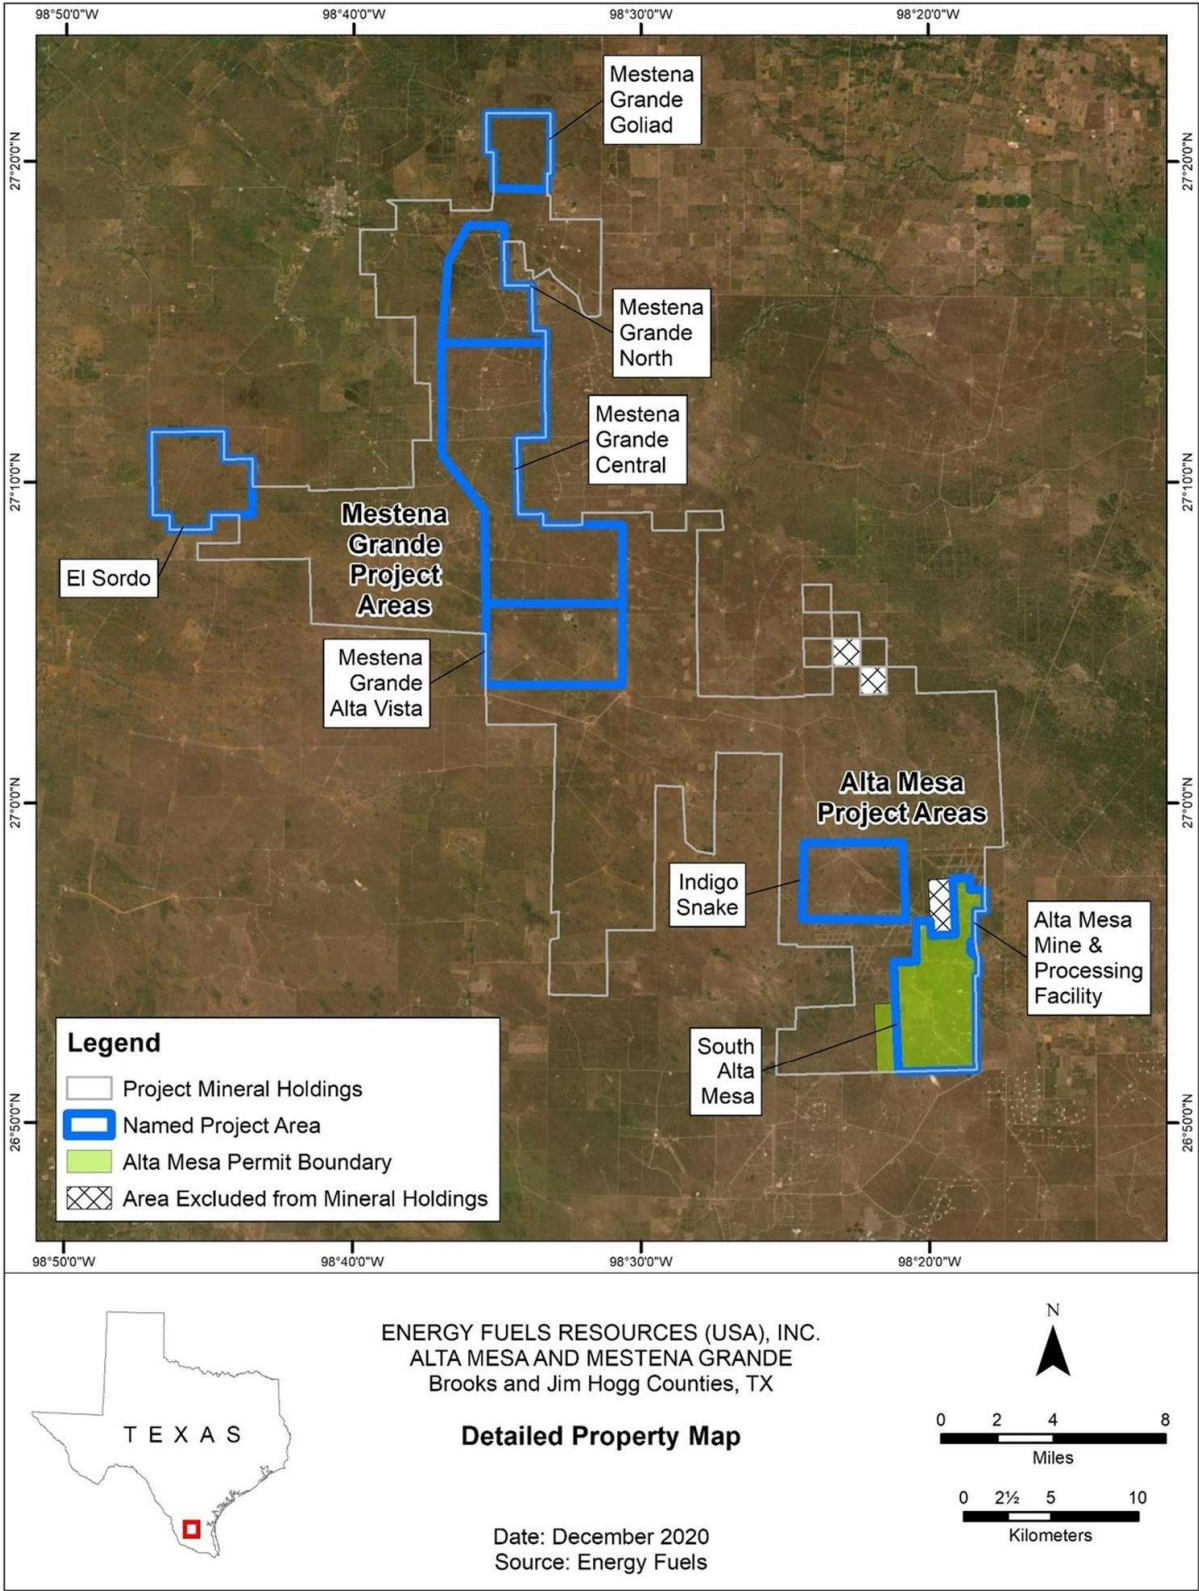 98°50'0"W
98°40'0"W
98°30'0"W
98°20'0"W
27°20'0"N
27°20'0"N
27°10'0"N
27°10'0"N
27°0'0"N
27°0'0"N
26°50'0"N
26°50'0"N
Mestena
Grande
Goliad
Mestena
Grande
North
Mestena
Grande
Central
Mestena
Grande
Project
Areas
El Sordo
Mestena
Grande
Alta Vista
Alta Mesa
Project Areas
Indigo
Snake
Alta Mesa
Mine &
Processing
Facility
South
Alta
Mesa
Legend
Project Mineral Holdings
Named Project Area
Alta Mesa Permit Boundary
Area Excluded from Mineral Holdings
98°50'0"W
98°40'0"W
98°30'0"W
98°20'0"W
TEXAS
ENERGY FUELS RESOURCES (USA), INC.
ALTA MESA AND MESTENA GRANDE
Brooks and Jim Hogg Counties, TX
Detailed Property Map
Date: December 2020
Source: Energy Fuels
N
0 2 4 8
Miles
0 2½ 5 10
Kilometers